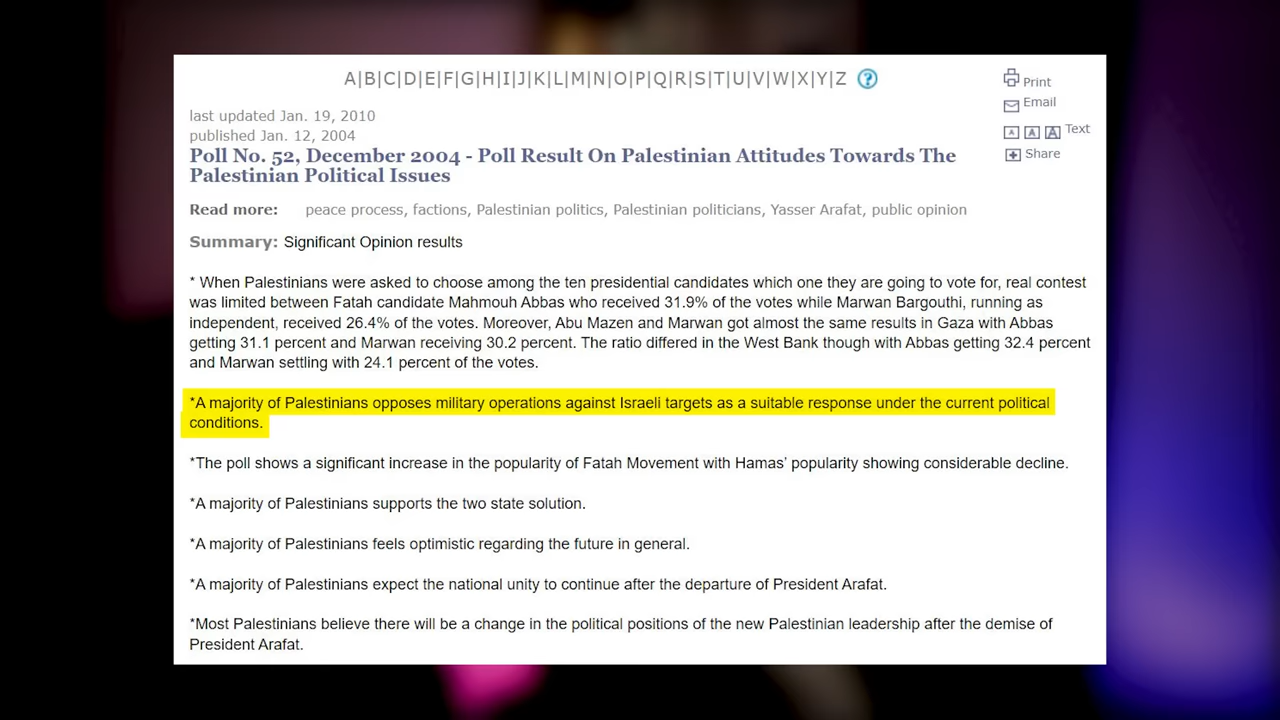 A|B|C|D|E|F|G|H|I|J|K|L|M|N|O|P|Q|R|S|T|U|V|W|X|Y|Z ?
Print
Email
A A A Text
Share
last updated Jan. 19, 2010
published Jan. 12, 2004
Poll No. 52, December 2004 - Poll Result On Palestinian Attitudes Towards The
Palestinian Political Issues
Read more: peace process, factions, Palestinian politics, Palestinian politicians, Yasser Arafat, public opinion
Summary: Significant Opinion results
* When Palestinians were asked to choose among the ten presidential candidates which one they are going to vote for, real contest
was limited between Fatah candidate Mahmouh Abbas who received 31.9% of the votes while Marwan Bargouthi, running as
independent, received 26.4% of the votes. Moreover, Abu Mazen and Marwan got almost the same results in Gaza with Abbas
getting 31.1 percent and Marwan receiving 30.2 percent. The ratio differed in the West Bank though with Abbas getting 32.4 percent
and Marwan settling with 24.1 percent of the votes.
*A majority of Palestinians opposes military operations against Israeli targets as a suitable response under the current political
conditions.
*The poll shows a significant increase in the popularity of Fatah Movement with Hamas’ popularity showing considerable decline.
*A majority of Palestinians supports the two state solution.
*A majority of Palestinians feels optimistic regarding the future in general.
*A majority of Palestinians expect the national unity to continue after the departure of President Arafat.
*Most Palestinians believe there will be a change in the political positions of the new Palestinian leadership after the demise of
President Arafat.